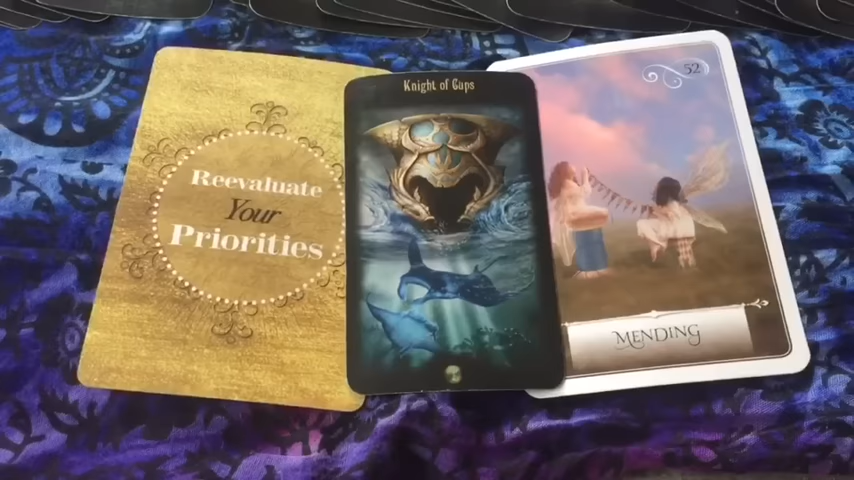 Reevaluate
Your
Priorities
Knight of Cups
52
MENDING